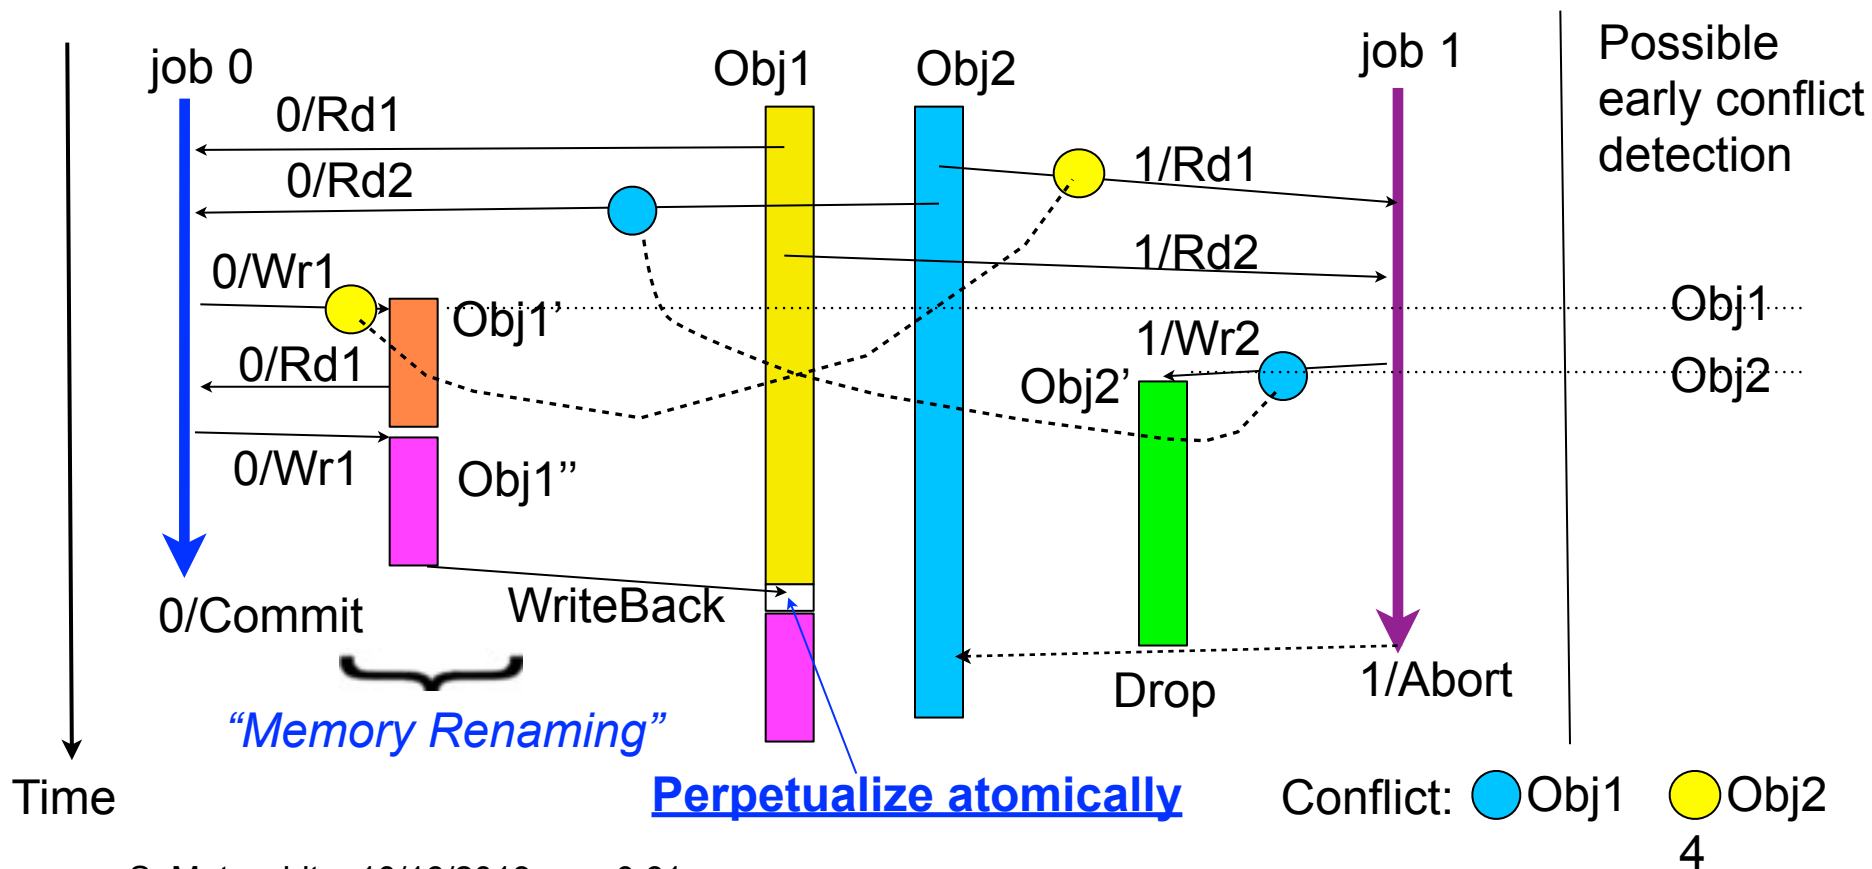 job 0
Obj1
Obj2
job 1
Possible
early conflict
detection
0/Rd1
0/Rd2
1/Rd1
1/Rd2
0/Wr1
Obj1’
Obj1
1/Wr2
0/Rd1
Obj2’
Obj2
0/Wr1
Obj1’’
0/Commit
WriteBack
Drop
1/Abort
“Memory Renaming”
Time
Perpetualize atomically
Conflict: Obj1 Obj2
4